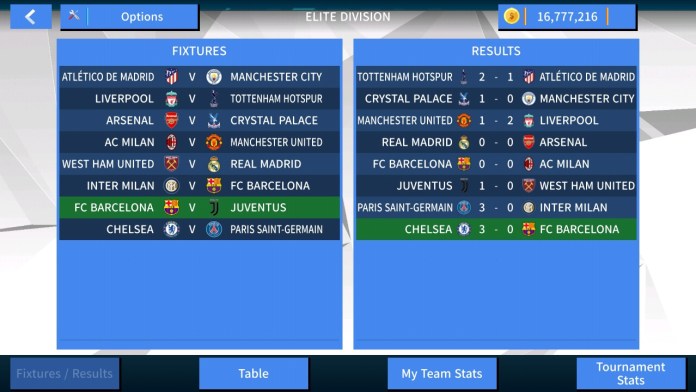 Options
ELITE DIVISION
16,777,216
FIXTURES
ATLÉTICO DE MADRID V MANCHESTER CITY
LIVERPOOL V TOTTENHAM HOTSPUR
ARSENAL V CRYSTAL PALACE
AC MILAN V MANCHESTER UNITED
WEST HAM UNITED V REAL MADRID
INTER MILAN V FC BARCELONA
FC BARCELONA V JUVENTUS
CHELSEA V PARIS SAINT-GERMAIN
RESULTS
TOTTENHAM HOTSPUR 2 - 1 ATLÉTICO DE MADRID
CRYSTAL PALACE 1 - 0 MANCHESTER CITY
MANCHESTER UNITED 1 - 2 LIVERPOOL
REAL MADRID 0 - 0 ARSENAL
FC BARCELONA 0 - 0 AC MILAN
JUVENTUS 1 - 0 WEST HAM UNITED
PARIS SAINT-GERMAIN 3 - 0 INTER MILAN
CHELSEA 3 - 0 FC BARCELONA
Fixtures / Results
Table
My Team Stats
Tournament
Stats